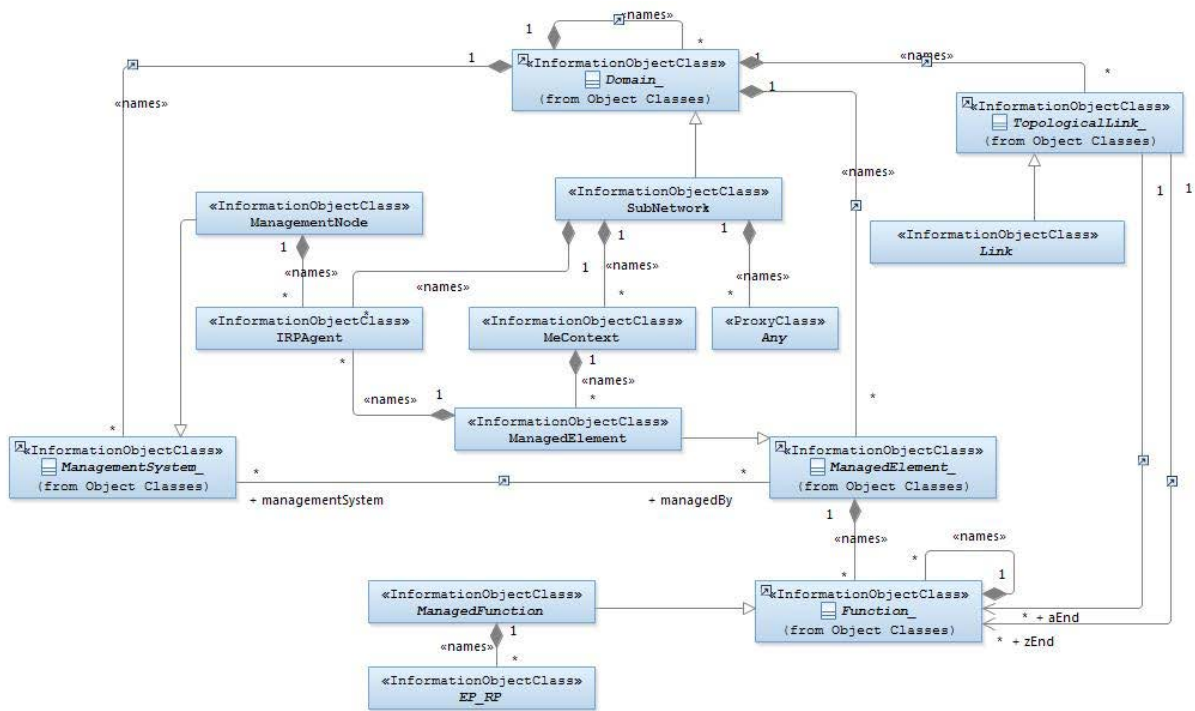 «names»
1
*
1
«InformationObjectClass»
Domain_
(from Object Classes)
1
«names»
*
1
«names»
«InformationObjectClass»
TopologicalLink_
(from Object Classes)
«names»
1
1
«InformationObjectClass»
SubNetwork
«InformationObjectClass»
ManagementNode
«InformationObjectClass»
Link
1
1
1
1
«names»
«names»
«names»
«names»
*
*
*
*
«InformationObjectClass»
IRPAgent
«InformationObjectClass»
MeContext
«ProxyClass»
Any
*
1
«names»
«names»
1
*
*
«InformationObjectClass»
ManagedElement
*
«InformationObjectClass»
ManagementSystem_
(from Object Classes)
«InformationObjectClass»
ManagedElement_
(from Object Classes)
*
*
+ managementSystem
+ managedBy
1
«names»
«names»
*
*
1
«InformationObjectClass»
ManagedFunction
«InformationObjectClass»
Function_
(from Object Classes)
* + aEnd
* + zEnd
1
«names»
*
«InformationObjectClass»
EP_RP